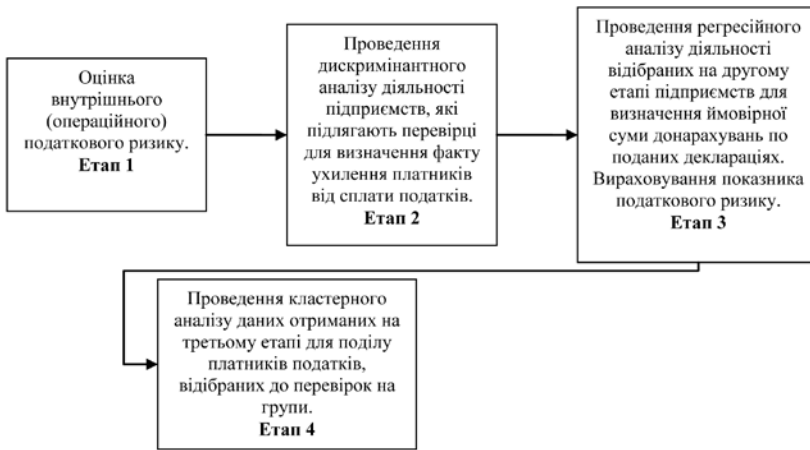 Оцінка
внутрішнього
(операційного)
податкового ризику.
Етап 1
Проведення
дискримінантного
аналізу діяльності
підприємств, які
підлягають перевірці
для визначення факту
ухилення платників
від сплати податків.
Етап 2
Проведення регресійного
аналізу діяльності
відібраних на другому
етапі підприємств для
визначення ймовірної
суми донарахувань по
поданих деклараціях.
Вираховування показника
податкового ризику.
Етап 3
Проведення кластерного
аналізу даних отриманих на
третьому етапі для поділу
платників податків,
відібраних до перевірок на
групи.
Етап 4